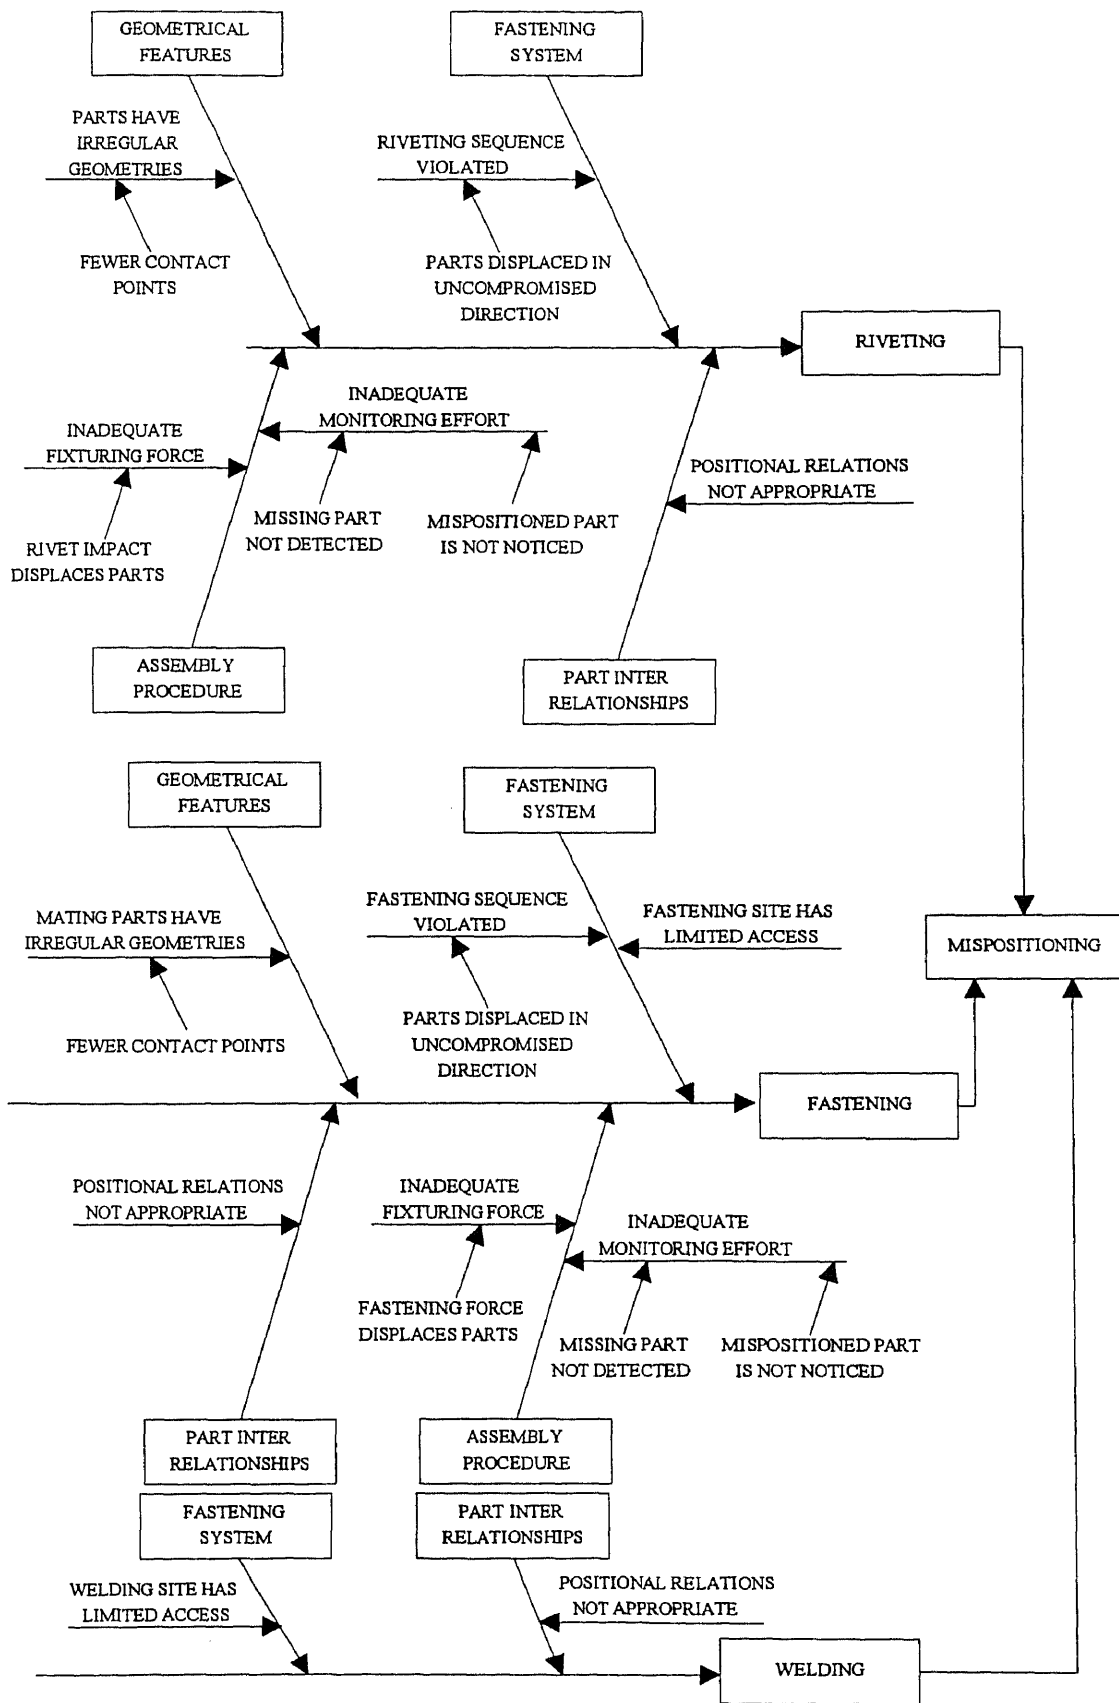 GEOMETRICAL
FEATURES
FASTENING
SYSTEM
PARTS HAVE
IRREGULAR
GEOMETRIES
RIVETING SEQUENCE
VIOLATED
FEWER CONTACT
POINTS
PARTS DISPLACED IN
UNCOMPROMISED
DIRECTION
RIVETING
INADEQUATE
MONITORING EFFORT
INADEQUATE
FIXTURING FORCE
POSITIONAL RELATIONS
NOT APPROPRIATE
MISSING PART
NOT DETECTED
MISPOSITIONED PART
IS NOT NOTICED
RIVET IMPACT
DISPLACES PARTS
ASSEMBLY
PROCEDURE
PART INTER
RELATIONSHIPS
GEOMETRICAL
FEATURES
FASTENING
SYSTEM
MATING PARTS HAVE
IRREGULAR GEOMETRIES
FASTENING SEQUENCE
VIOLATED
FASTENING SITE HAS
LIMITED ACCESS
MISPOSITIONING
FEWER CONTACT POINTS
PARTS DISPLACED IN
UNCOMPROMISED
DIRECTION
FASTENING
POSITIONAL RELATIONS
NOT APPROPRIATE
INADEQUATE
FIXTURING FORCE
INADEQUATE
MONITORING EFFORT
FASTENING FORCE
DISPLACES PARTS
MISSING PART
NOT DETECTED
MISPOSITIONED PART
IS NOT NOTICED
PART INTER
RELATIONSHIPS
ASSEMBLY
PROCEDURE
FASTENING
SYSTEM
PART INTER
RELATIONSHIPS
WELDING SITE HAS
LIMITED ACCESS
POSITIONAL RELATIONS
NOT APPROPRIATE
WELDING